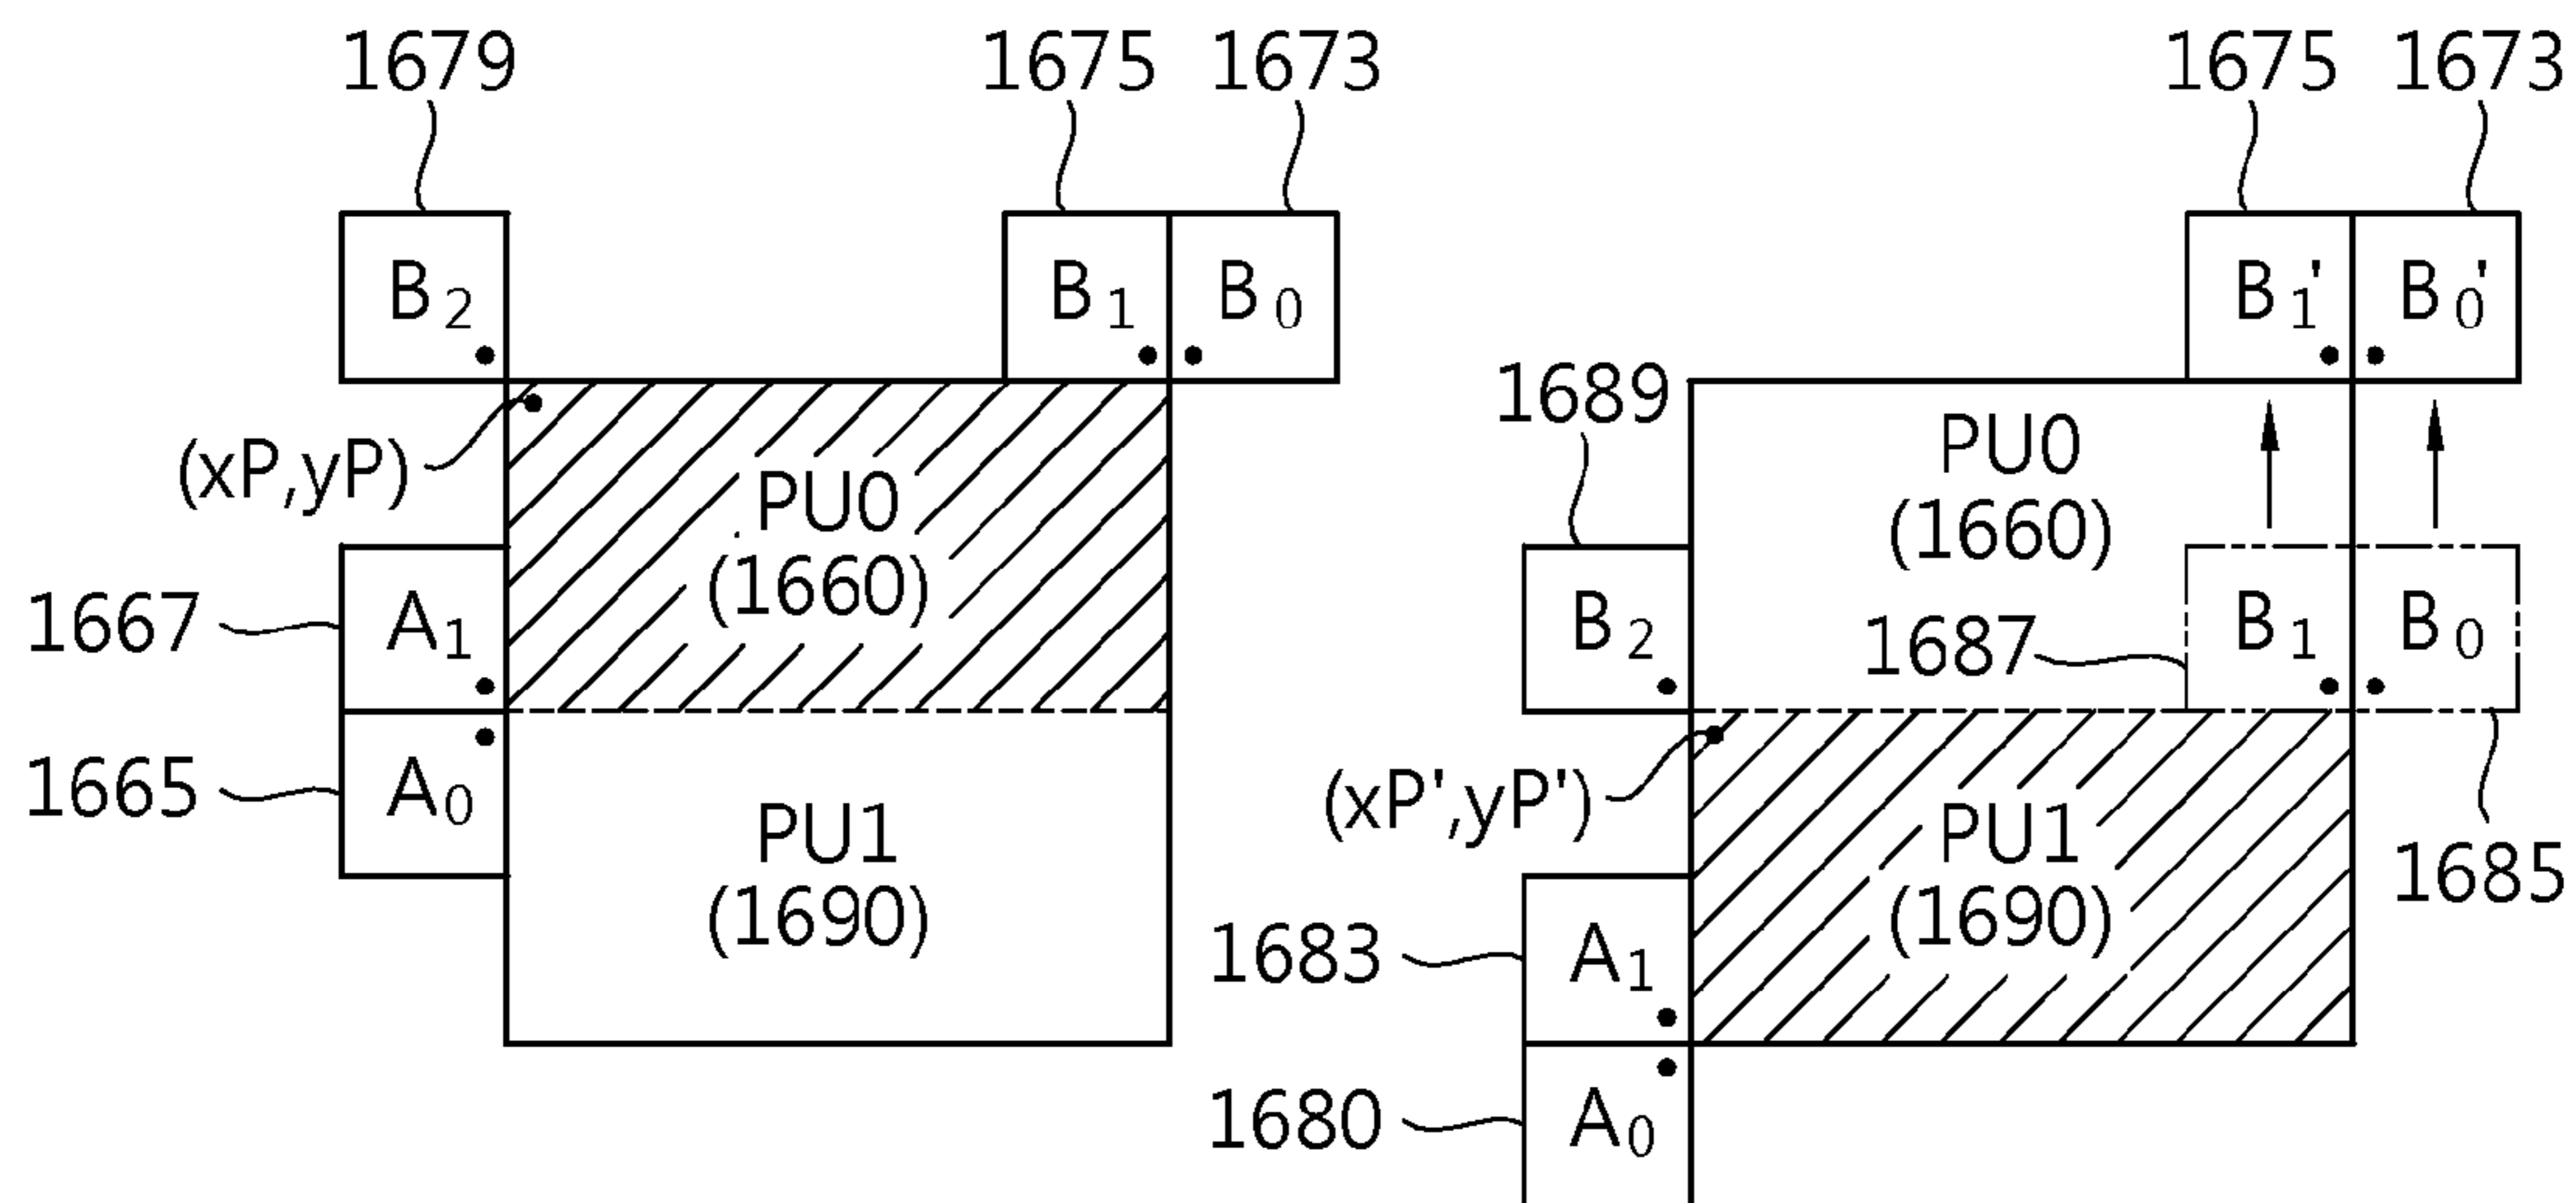 1679 1675 1673
B2 B1 B0
(xP,yP)
PU0
(1660)
1667 A1
1665 A0
PU1
(1690)
1675 1673
B1' B0'
1689
PU0
(1660)
B2 1687 B1 B0
(xP',yP')
PU1
(1690)
1685
1683 A1
1680 A0